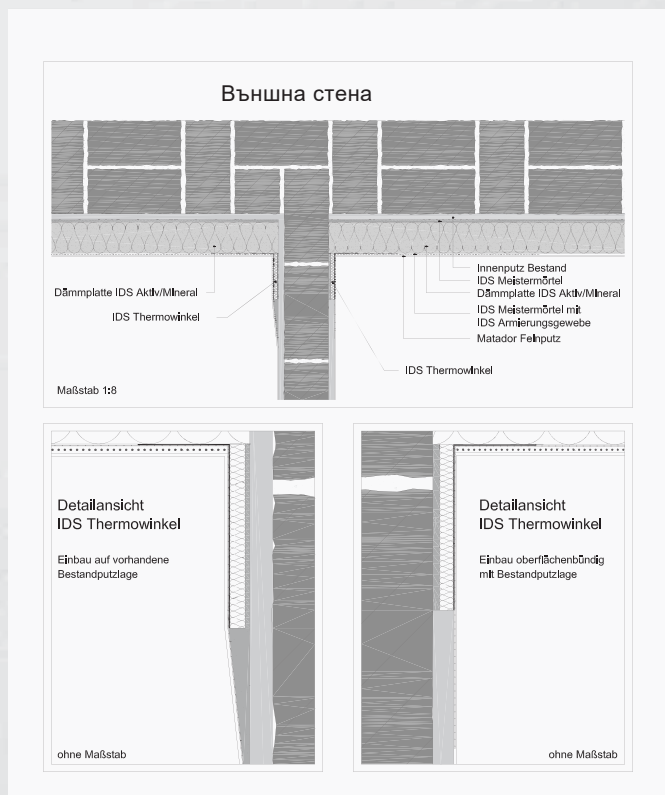 Външна стена
Dämmplatte IDS Aktiv/Mineral
IDS Thermowinkel
Innenputz Bestand
IDS Meistermörtel
Dämmplatte IDS Aktiv/Mineral
IDS Meistermörtel mit
IDS Armierungsgewebe
Matador Feinputz
IDS Thermowinkel
Maßstab 1:8
Detailansicht
IDS Thermowinkel
Einbau auf vorhandene
Bestandputzlage
ohne Maßstab
Detailansicht
IDS Thermowinkel
Einbau oberflächenbündig
mit Bestandputzlage
ohne Maßstab